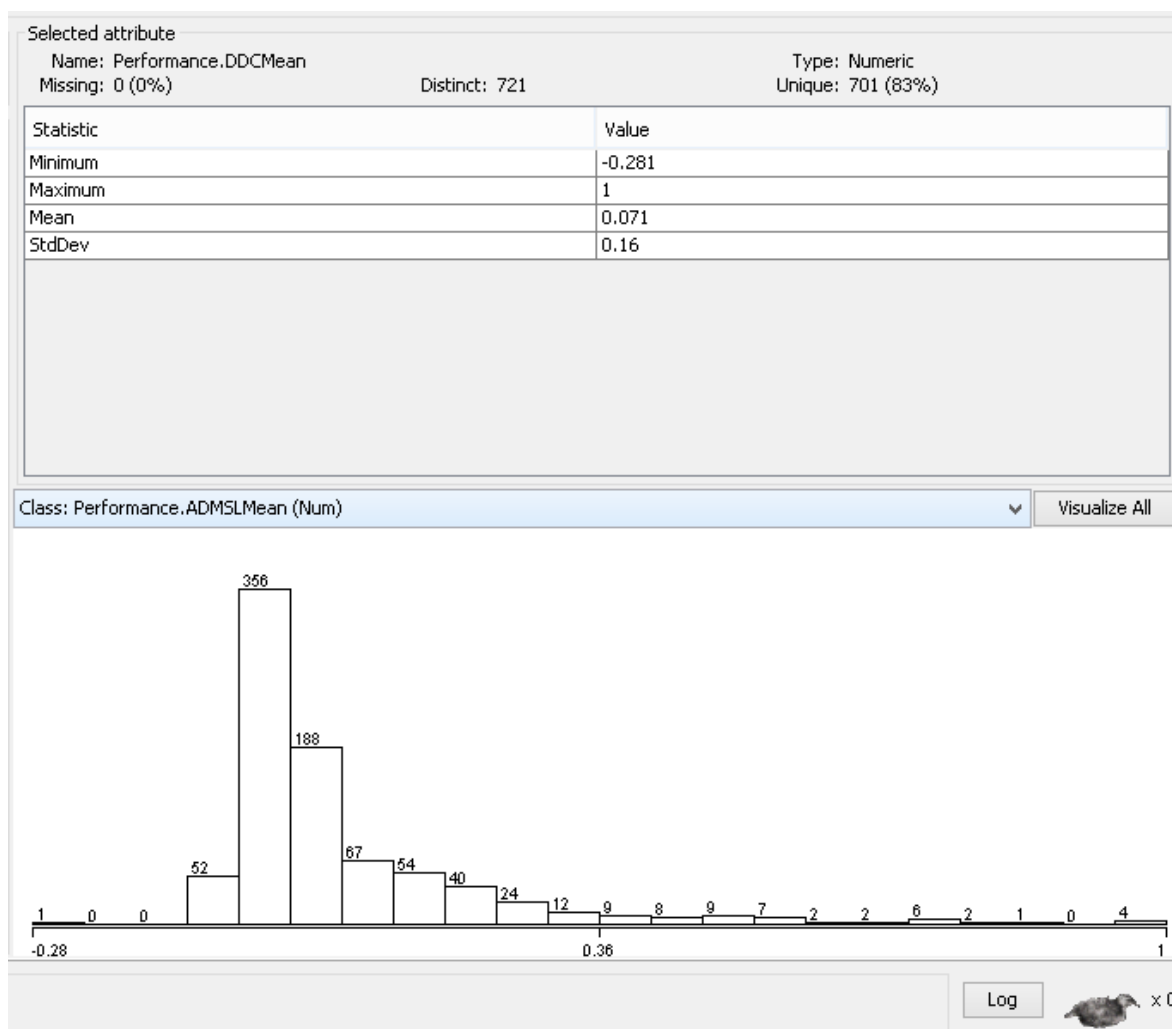 Selected attribute
Name: Performance.DDCMean Type: Numeric
Missing: 0 (0%) Distinct: 721 Unique: 701 (83%)
Statistic Value
Minimum -0.281
Maximum 1
Mean 0.071
StdDev 0.16
Class: Performance.ADMSLMean (Num) Visualize All
356
188
52 67 54 40 24 12 9 8 9 7 2 2 6 2 1 0 4
1 0 0
-0.28 0.36 1
Log x 0